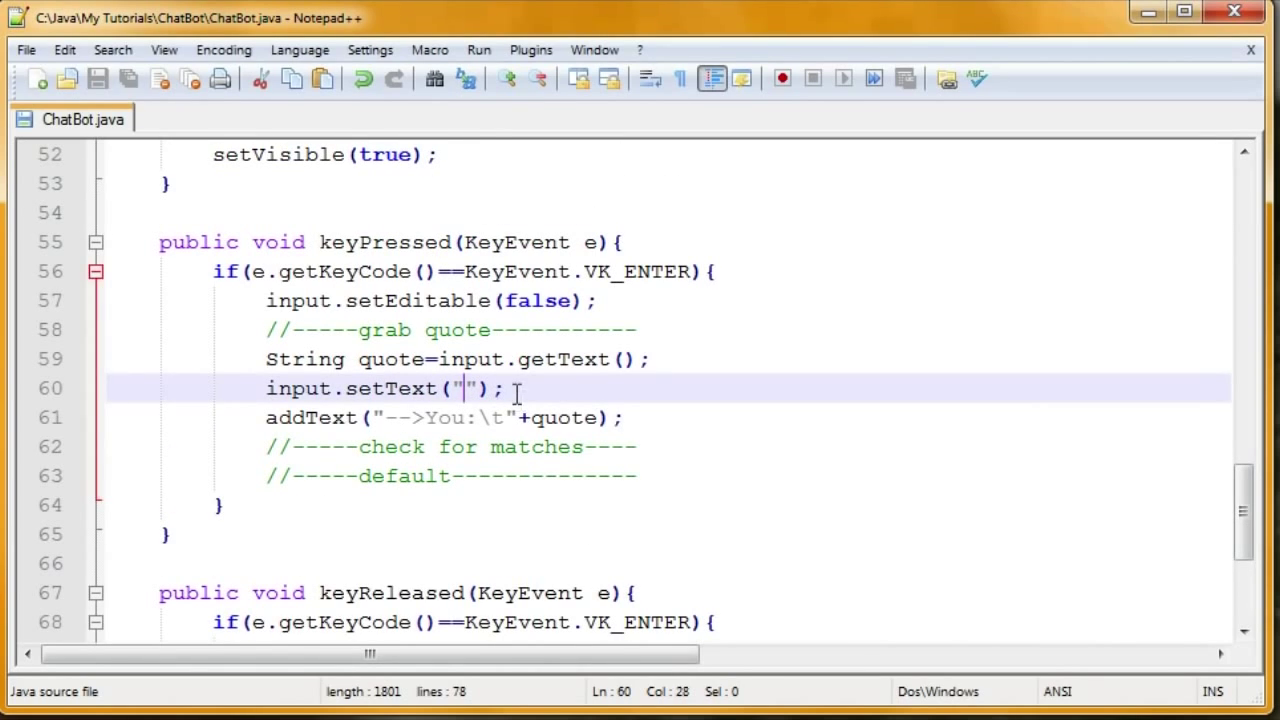 C:\Java\My Tutorials\ChatBot\ChatBot.java - Notepad++
File Edit Search View Encoding Language Settings Macro Run Plugins Window ? X
ABC
ChatBot.java
52 setVisible(true);
53 }
54
55 public void keyPressed(KeyEvent e){
56 if(e.getKeyCode()==KeyEvent.VK_ENTER){
57 input.setEditable(false);
58 //-----grab quote-----------
59 String quote=input.getText();
60 input.setText("");
61 addText("-->You:\t"+quote);
62 //-----check for matches----
63 //-----default--------------
64 }
65 }
66
67 public void keyReleased(KeyEvent e){
68 if(e.getKeyCode()==KeyEvent.VK_ENTER){
Java source file length : 1801 lines : 78 Ln : 60 Col : 28 Sel : 0 Dos\Windows ANSI INS